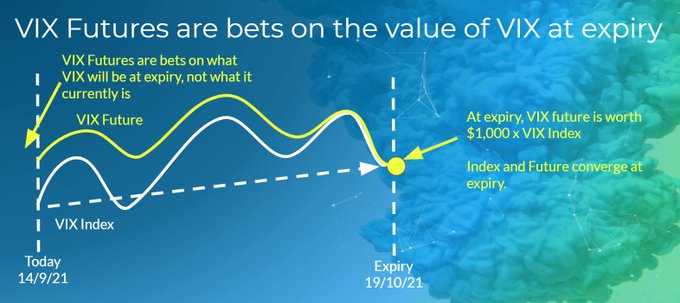 VIX Futures are bets on the value of VIX at expiry
VIX Futures are bets on what
VIX will be at expiry, not what it
currently is
VIX Future
At expiry, VIX future is worth
$1,000 x VIX Index
Index and Future converge at
expiry.
VIX Index
Today
14/9/21
Expiry
19/10/21